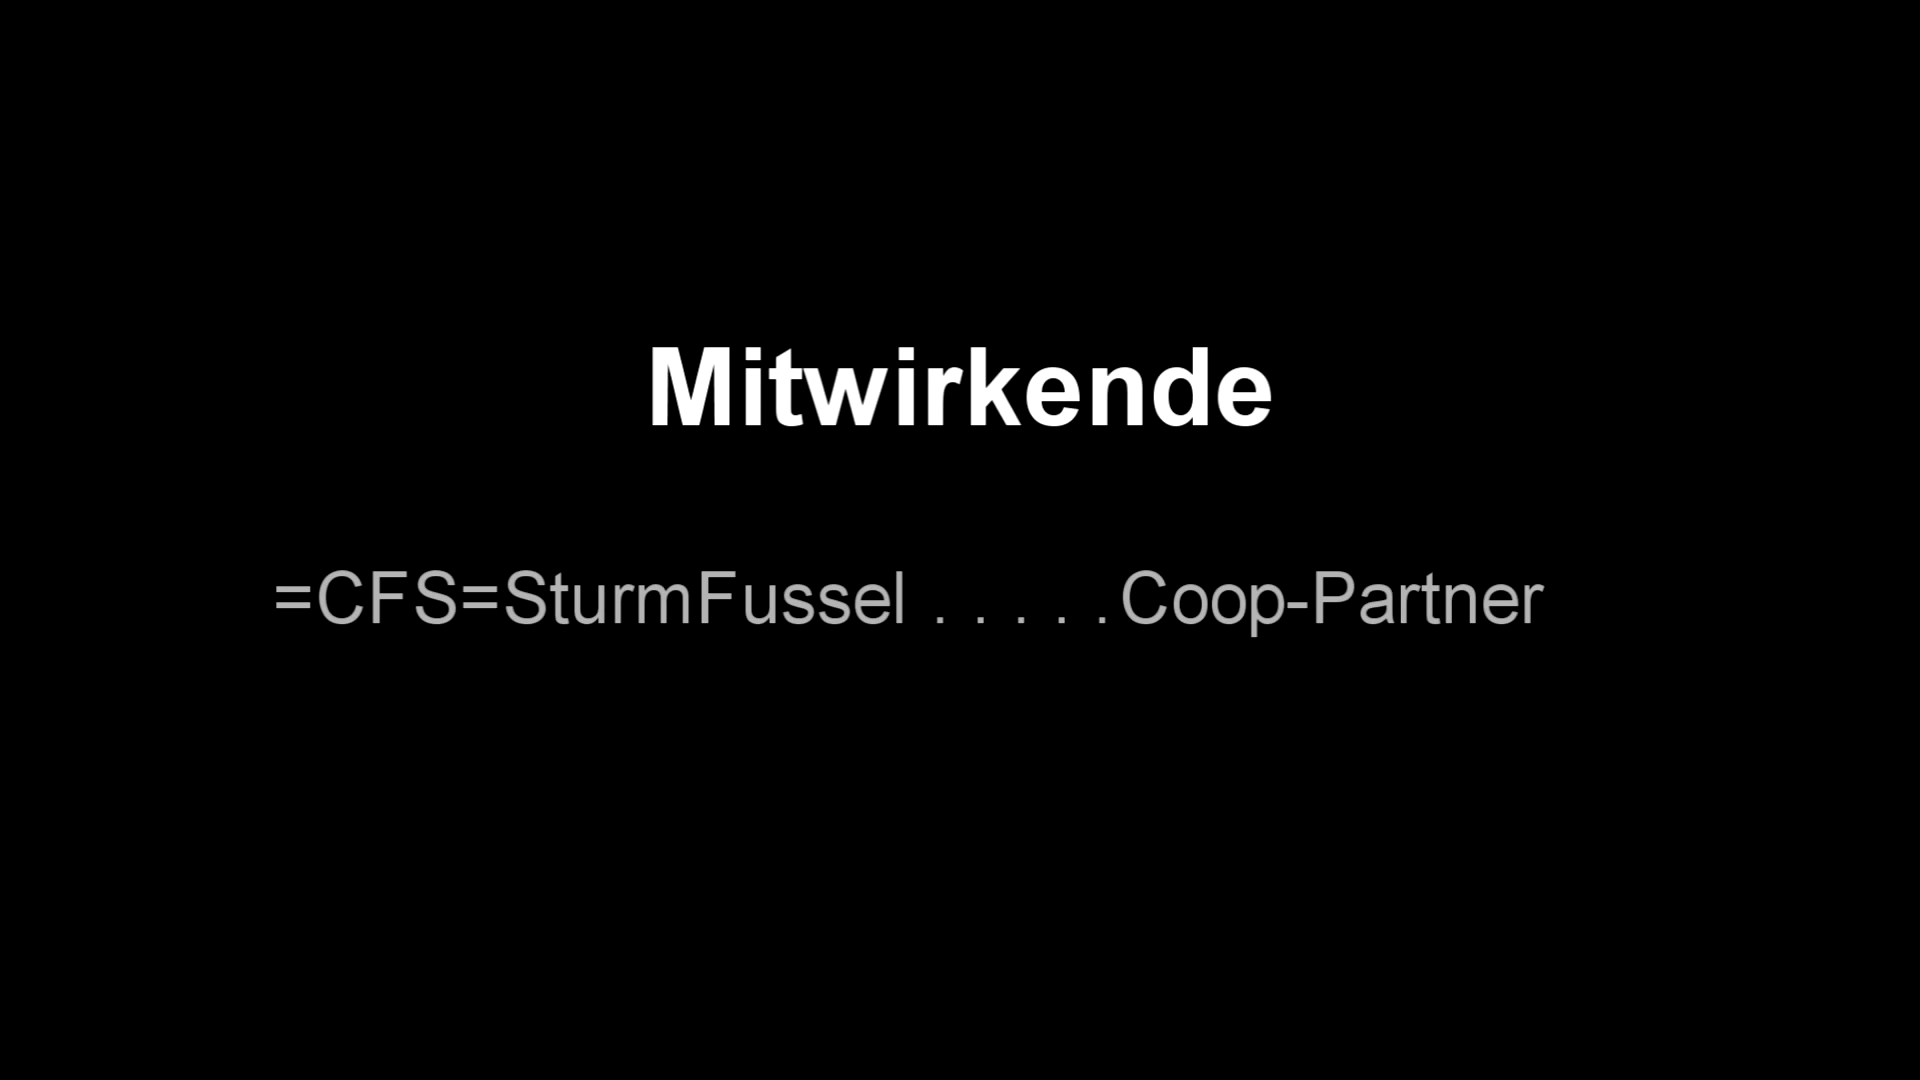 Mitwirkende
=CFS=SturmFussel . . . . . Coop-Partner